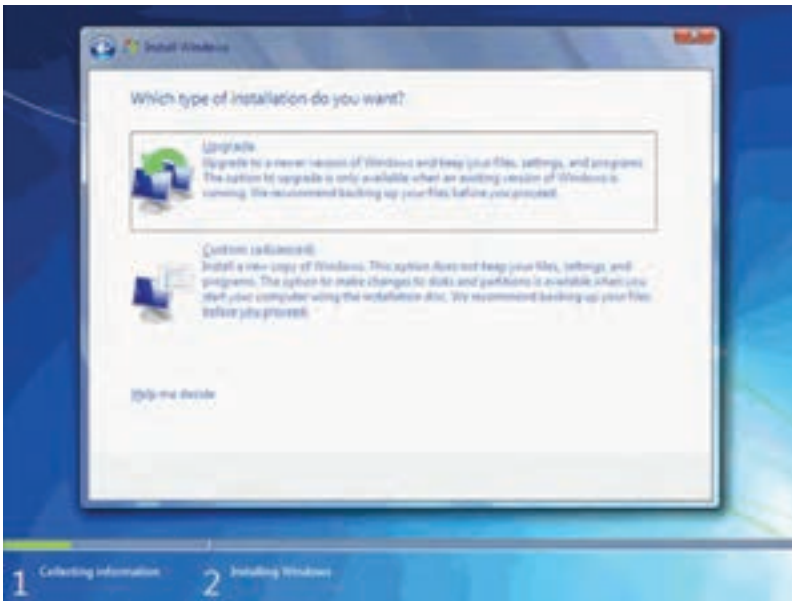 Install Windows
Which type of installation do you want?
Upgrade
Upgrade to a newer version of Windows and keep your files, settings, and programs.
The option to upgrade is only available when an existing version of Windows is
running. We recommend backing up your files before you proceed.
Custom (advanced)
Install a new copy of Windows. This option does not keep your files, settings, and
programs. The option to make changes to disks and partitions is available when you
start your computer using the installation disc. We recommend backing up your files
before you proceed.
Help me decide
1 Collecting information 2 Installing Windows